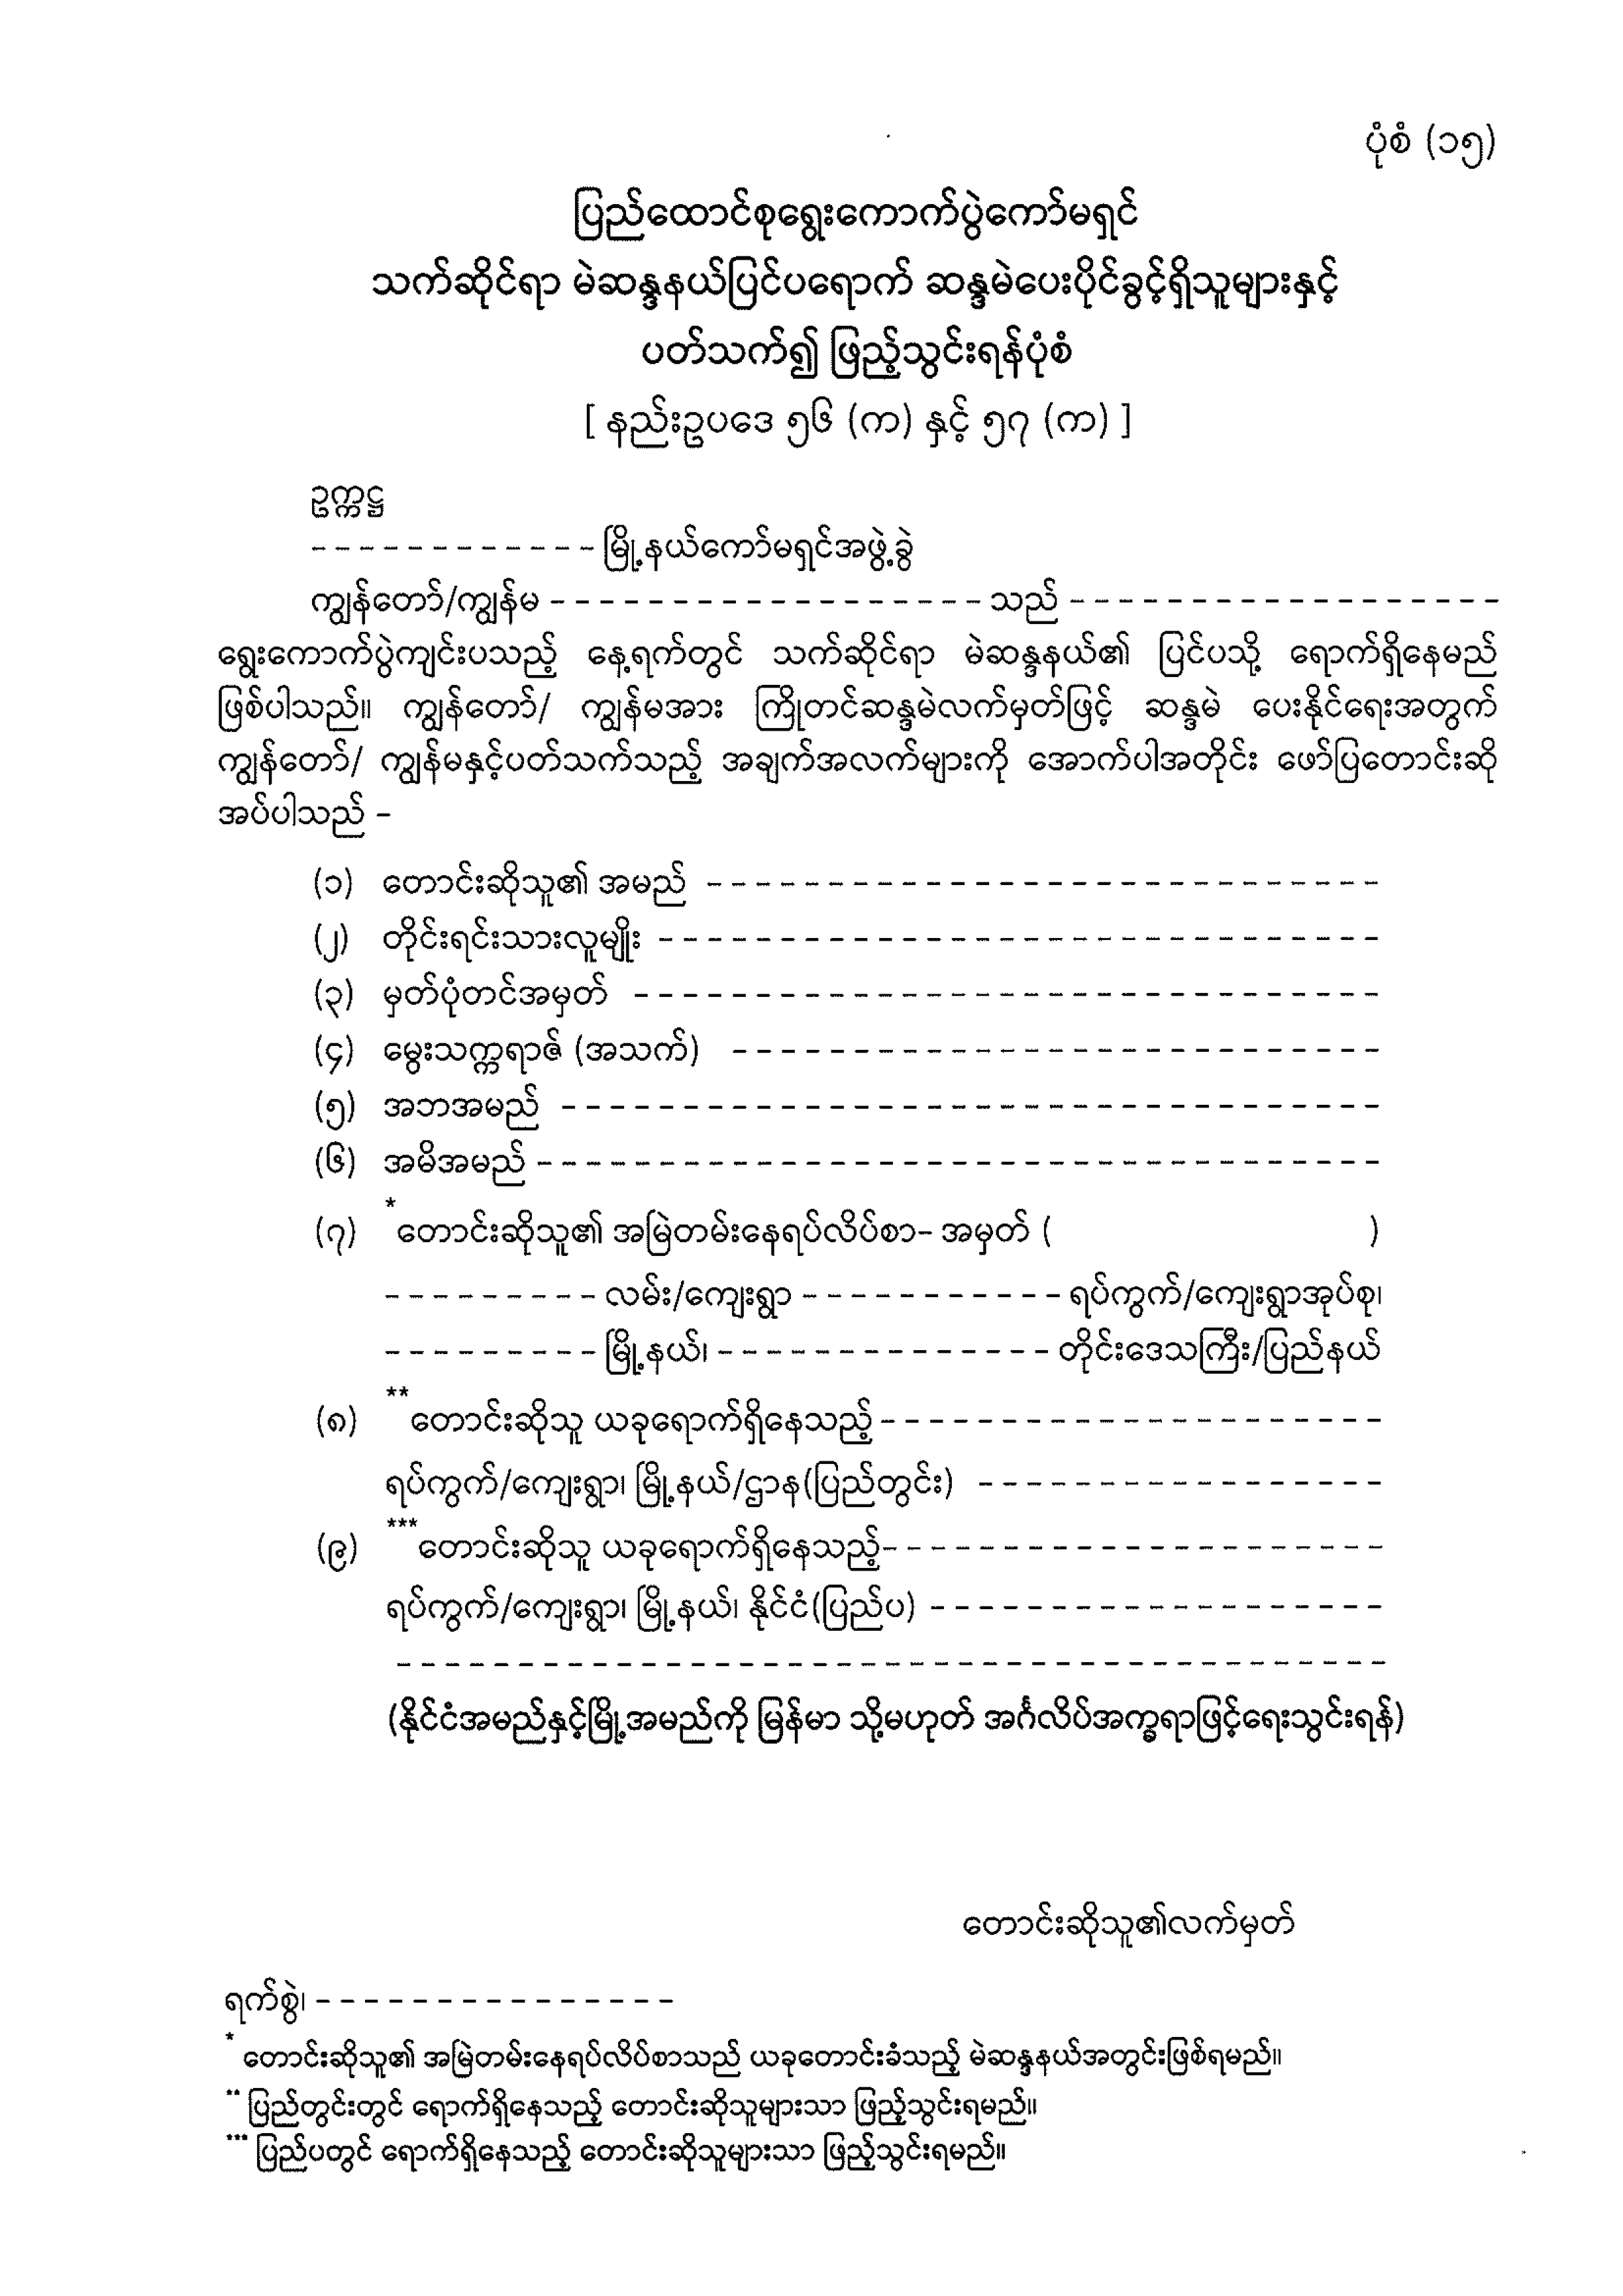 ပုံစံ (၁၅)
ပြည်ထောင်စုရွေးကောက်ပွဲကော်မရှင်
သက်ဆိုင်ရာ မဲဆန္ဒနယ်ပြင်ပရောက် ဆန္ဒမဲပေးပိုင်ခွင့်ရှိသူများနှင့်
ပတ်သက်၍ ဖြည့်သွင်းရန်ပုံစံ
[ နည်းဥပဒေ ၅၆ (က) နှင့် ၅၇ (က) ]
ဥက္ကဋ္ဌ
------------ မြို့နယ်ကော်မရှင်အဖွဲ့ခွဲ
ကျွန်တော်/ကျွန်မ ------------------ သည် ------------------
ရွေးကောက်ပွဲကျင်းပသည့် နေ့ရက်တွင် သက်ဆိုင်ရာ မဲဆန္ဒနယ်၏ ပြင်ပသို့ ရောက်ရှိနေမည်
ဖြစ်ပါသည်။ ကျွန်တော်/ ကျွန်မအား ကြိုတင်ဆန္ဒမဲလက်မှတ်ဖြင့် ဆန္ဒမဲ ပေးနိုင်ရေးအတွက်
ကျွန်တော်/ ကျွန်မနှင့်ပတ်သက်သည့် အချက်အလက်များကို အောက်ပါအတိုင်း ဖော်ပြတောင်းဆို
အပ်ပါသည် -
(၁) တောင်းဆိုသူ၏ အမည် ----------------------------
(၂) တိုင်းရင်းသားလူမျိုး ------------------------------
(၃) မှတ်ပုံတင်အမှတ် -------------------------------
(၄) မွေးသက္ကရာဇ် (အသက်) ---------------------------
(၅) အဘအမည် ----------------------------------
(၆) အမိအမည် -----------------------------------
(၇) *တောင်းဆိုသူ၏ အမြဲတမ်းနေရပ်လိပ်စာ- အမှတ် ( )
--------- လမ်း/ကျေးရွာ ----------- ရပ်ကွက်/ကျေးရွာအုပ်စု၊
--------- မြို့နယ်၊ -------------- တိုင်းဒေသကြီး/ပြည်နယ်
(၈) **တောင်းဆိုသူ ယခုရောက်ရှိနေသည့် ---------------------
ရပ်ကွက်/ကျေးရွာ၊ မြို့နယ်/ဌာန(ပြည်တွင်း) -----------------
(၉) ***တောင်းဆိုသူ ယခုရောက်ရှိနေသည့် ---------------------
ရပ်ကွက်/ကျေးရွာ၊ မြို့နယ်၊ နိုင်ငံ(ပြည်ပ) -------------------
-----------------------------------------
(နိုင်ငံအမည်နှင့်မြို့အမည်ကို မြန်မာ သို့မဟုတ် အင်္ဂလိပ်အက္ခရာဖြင့်ရေးသွင်းရန်)
တောင်းဆိုသူ၏လက်မှတ်
ရက်စွဲ၊ ---------------
* တောင်းဆိုသူ၏ အမြဲတမ်းနေရပ်လိပ်စာသည် ယခုတောင်းခံသည့် မဲဆန္ဒနယ်အတွင်းဖြစ်ရမည်။
** ပြည်တွင်းတွင် ရောက်ရှိနေသည့် တောင်းဆိုသူများသာ ဖြည့်သွင်းရမည်။
*** ပြည်ပတွင် ရောက်ရှိနေသည့် တောင်းဆိုသူများသာ ဖြည့်သွင်းရမည်။